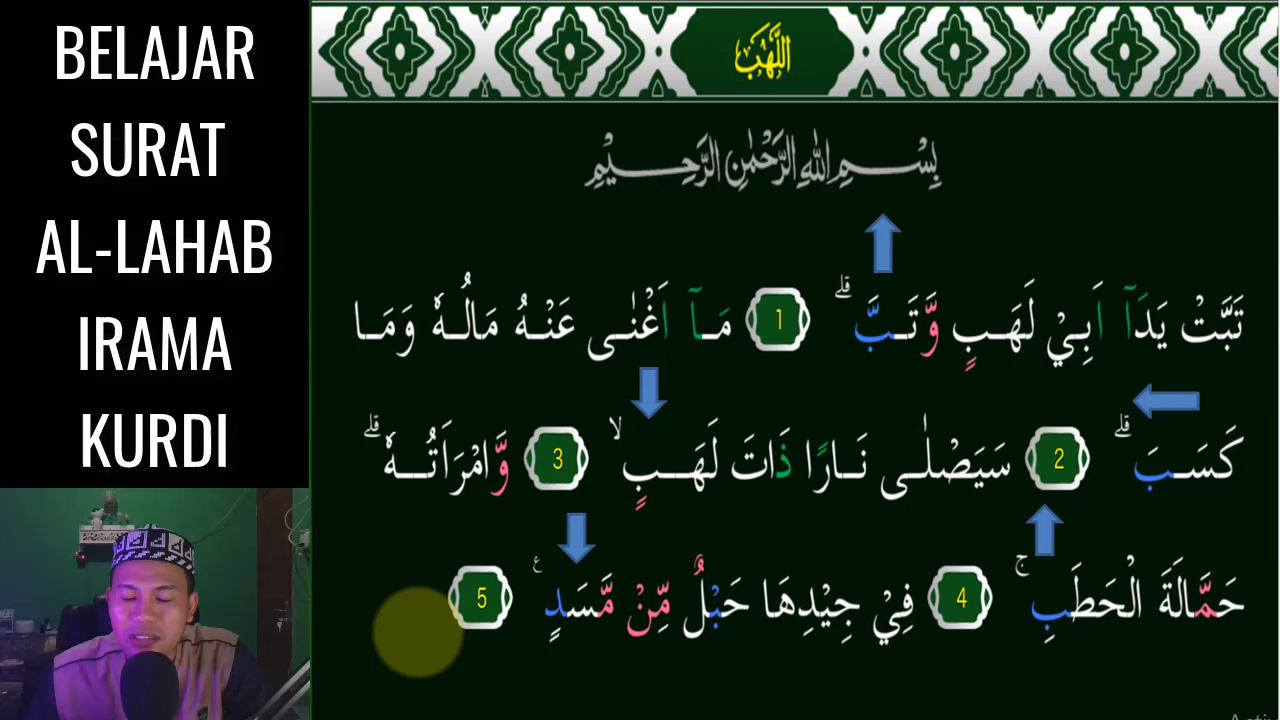 BELAJAR
SURAT
AL-LAHAB
IRAMA
KURDI
اللَّهَبِ
بِسْمِ اللهِ الرَّحْمٰنِ الرَّحِيْمِ
تَبَّتْ يَدَآ اَبِيْ لَهَبٍ وَّتَبَّۗ 1 مَآ اَغْنٰى عَنْهُ مَالُهٗ وَمَا
كَسَبَۗ 2 سَيَصْلٰى نَارًا ذَاتَ لَهَبٍۙ 3 وَّامْرَاَتُهٗۗ
حَمَّالَةَ الْحَطَبِۚ 4 فِيْ جِيْدِهَا حَبْلٌ مِّنْ مَّسَدٍ ع 5